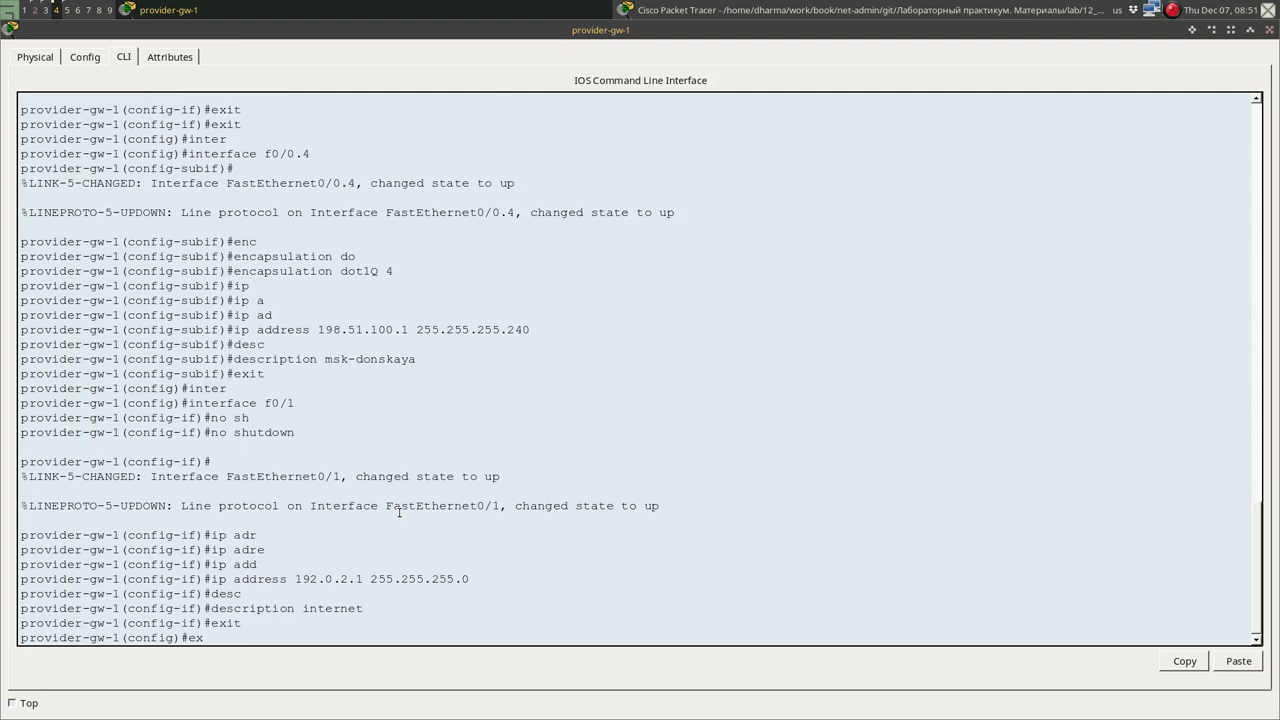 1 2 3 4 5 6 7 8 9
provider-gw-1
Cisco Packet Tracer - /home/dharma/work/book/net-admin/git/Лабораторный практикум. Материалы/lab/12_...
us
Thu Dec 07, 08:51
provider-gw-1
Physical
Config
CLI
Attributes
IOS Command Line Interface
provider-gw-1(config-if)#exit
provider-gw-1(config-if)#exit
provider-gw-1(config)#inter
provider-gw-1(config)#interface f0/0.4
provider-gw-1(config-subif)#
%LINK-5-CHANGED: Interface FastEthernet0/0.4, changed state to up
%LINEPROTO-5-UPDOWN: Line protocol on Interface FastEthernet0/0.4, changed state to up
provider-gw-1(config-subif)#enc
provider-gw-1(config-subif)#encapsulation do
provider-gw-1(config-subif)#encapsulation dot1Q 4
provider-gw-1(config-subif)#ip
provider-gw-1(config-subif)#ip a
provider-gw-1(config-subif)#ip ad
provider-gw-1(config-subif)#ip address 198.51.100.1 255.255.255.240
provider-gw-1(config-subif)#desc
provider-gw-1(config-subif)#description msk-donskaya
provider-gw-1(config-subif)#exit
provider-gw-1(config)#inter
provider-gw-1(config)#interface f0/1
provider-gw-1(config-if)#no sh
provider-gw-1(config-if)#no shutdown
provider-gw-1(config-if)#
%LINK-5-CHANGED: Interface FastEthernet0/1, changed state to up
%LINEPROTO-5-UPDOWN: Line protocol on Interface FastEthernet0/1, changed state to up
provider-gw-1(config-if)#ip adr
provider-gw-1(config-if)#ip adre
provider-gw-1(config-if)#ip add
provider-gw-1(config-if)#ip address 192.0.2.1 255.255.255.0
provider-gw-1(config-if)#desc
provider-gw-1(config-if)#description internet
provider-gw-1(config-if)#exit
provider-gw-1(config)#ex
Copy
Paste
Top